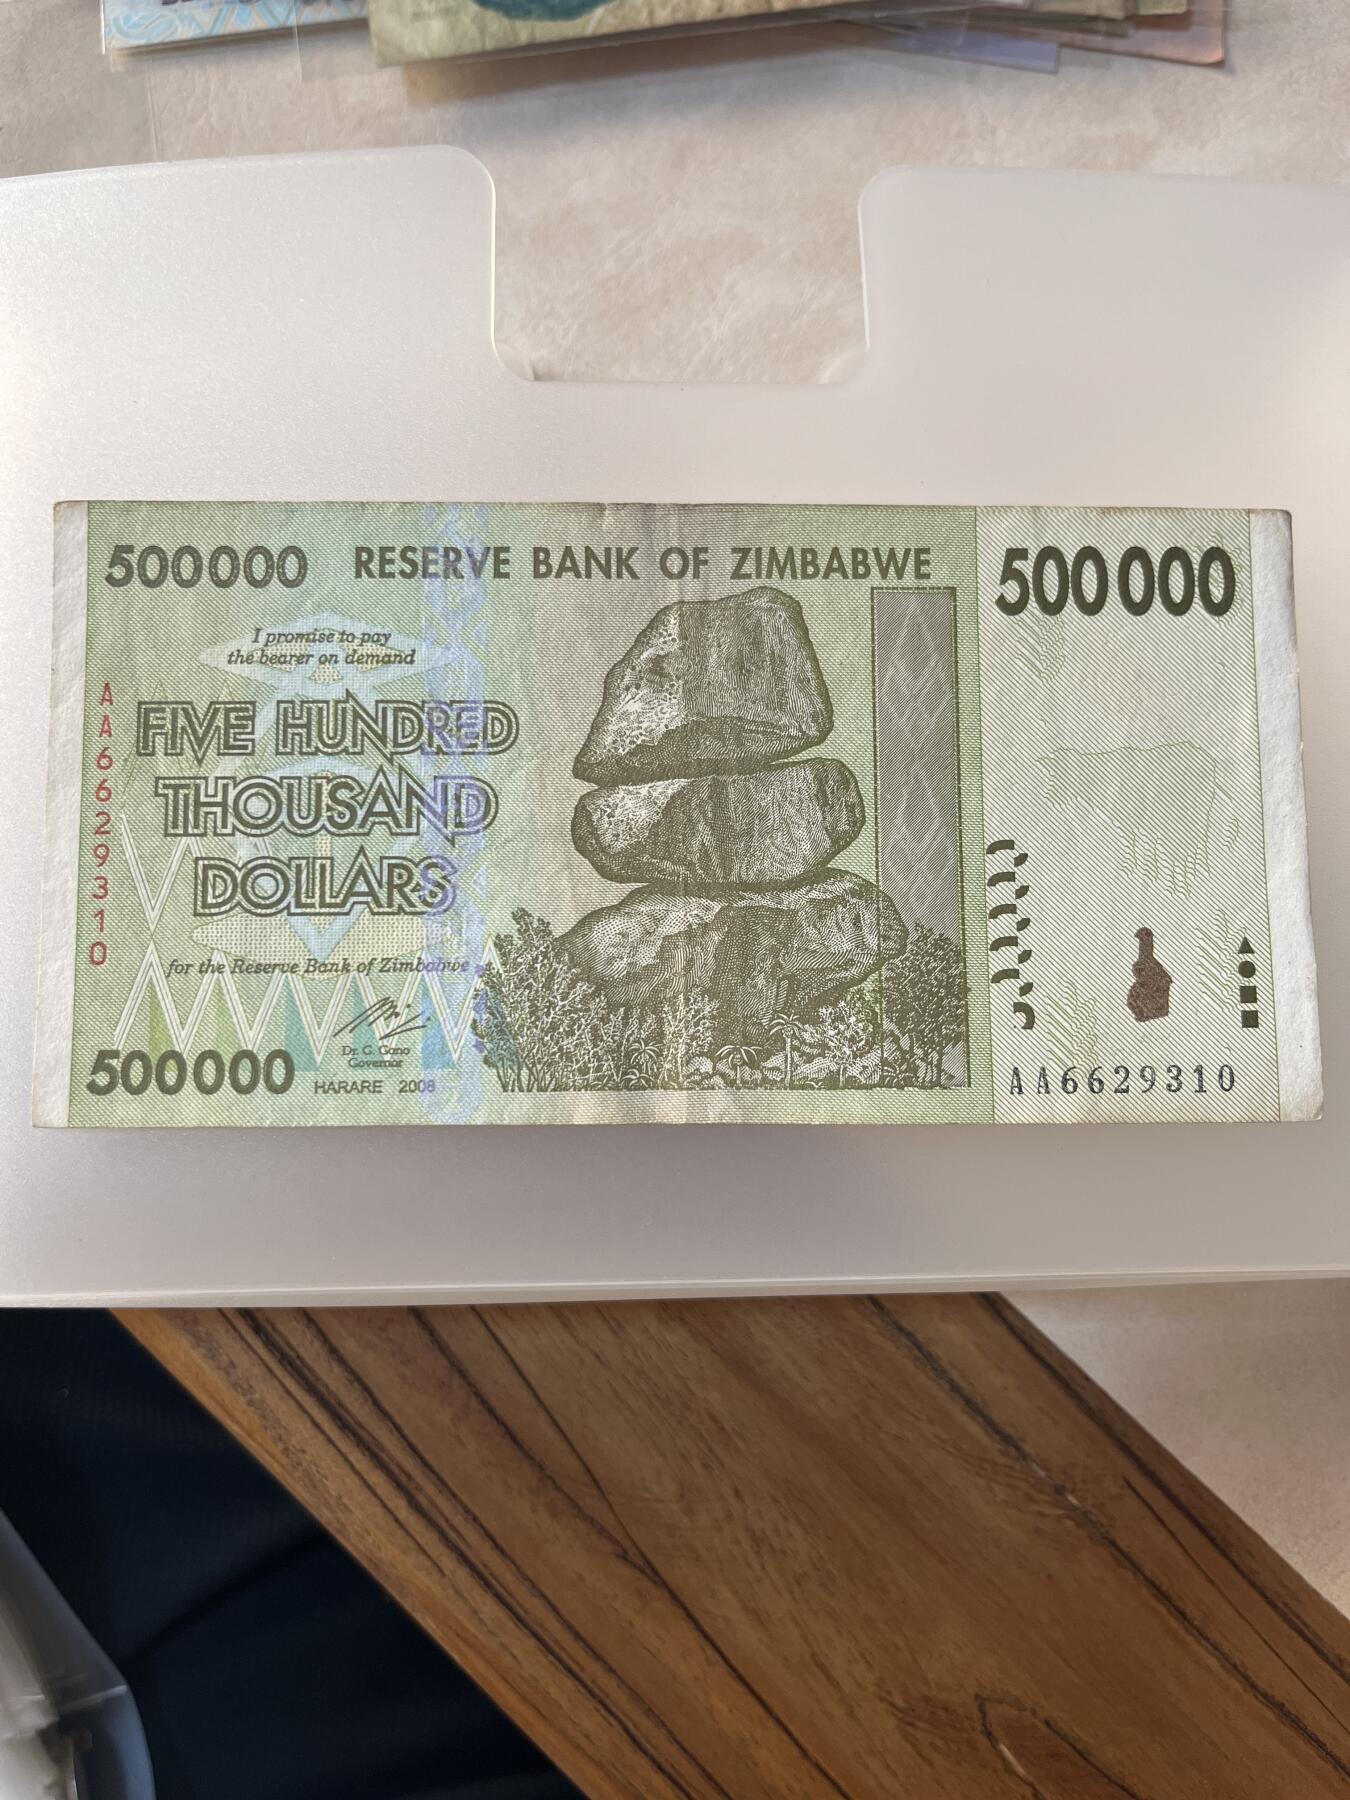 500000 RESERVE BANK OF ZIMBABWE 500000
I promise to pay
the bearer on demand
AA6629310
FIVE HUNDRED
THOUSAND
DOLLARS
for the Reserve Bank of Zimbabwe
Dr. G. Gono
Governor
500000 HARARE 2008
AA6629310